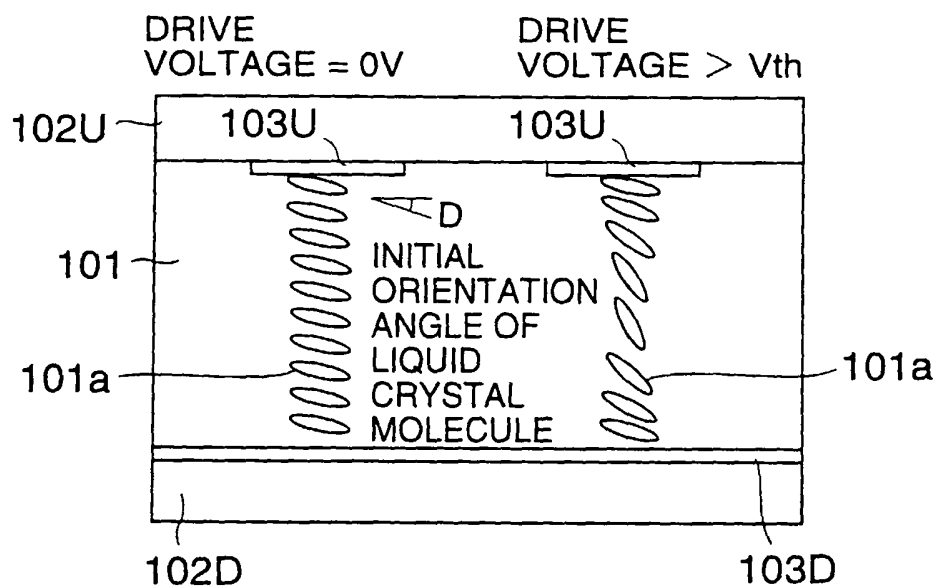 DRIVE
VOLTAGE = 0V
DRIVE
VOLTAGE > Vth
102U
103U
103U
D
101
INITIAL
ORIENTATION
ANGLE OF
LIQUID
CRYSTAL
MOLECULE
101a
101a
102D
103D